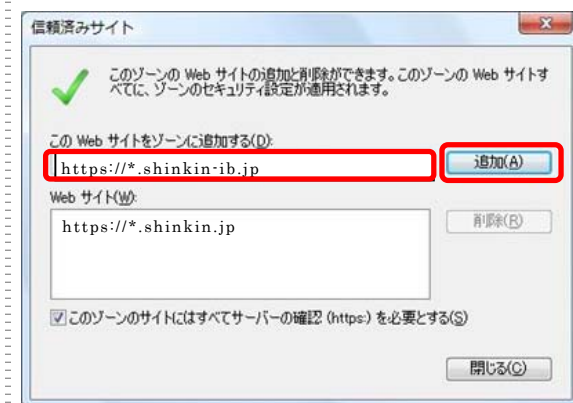 信頼済みサイト
このゾーンの Web サイトの追加と削除ができます。このゾーンの Web サイトす
べてに、ゾーンのセキュリティ設定が適用されます。
この Web サイトをゾーンに追加する(D):
https://*.shinkin-ib.jp
追加(A)
Web サイト(W):
https://*.shinkin.jp
削除(R)
このゾーンのサイトにはすべてサーバーの確認 (https:) を必要とする(S)
閉じる(C)